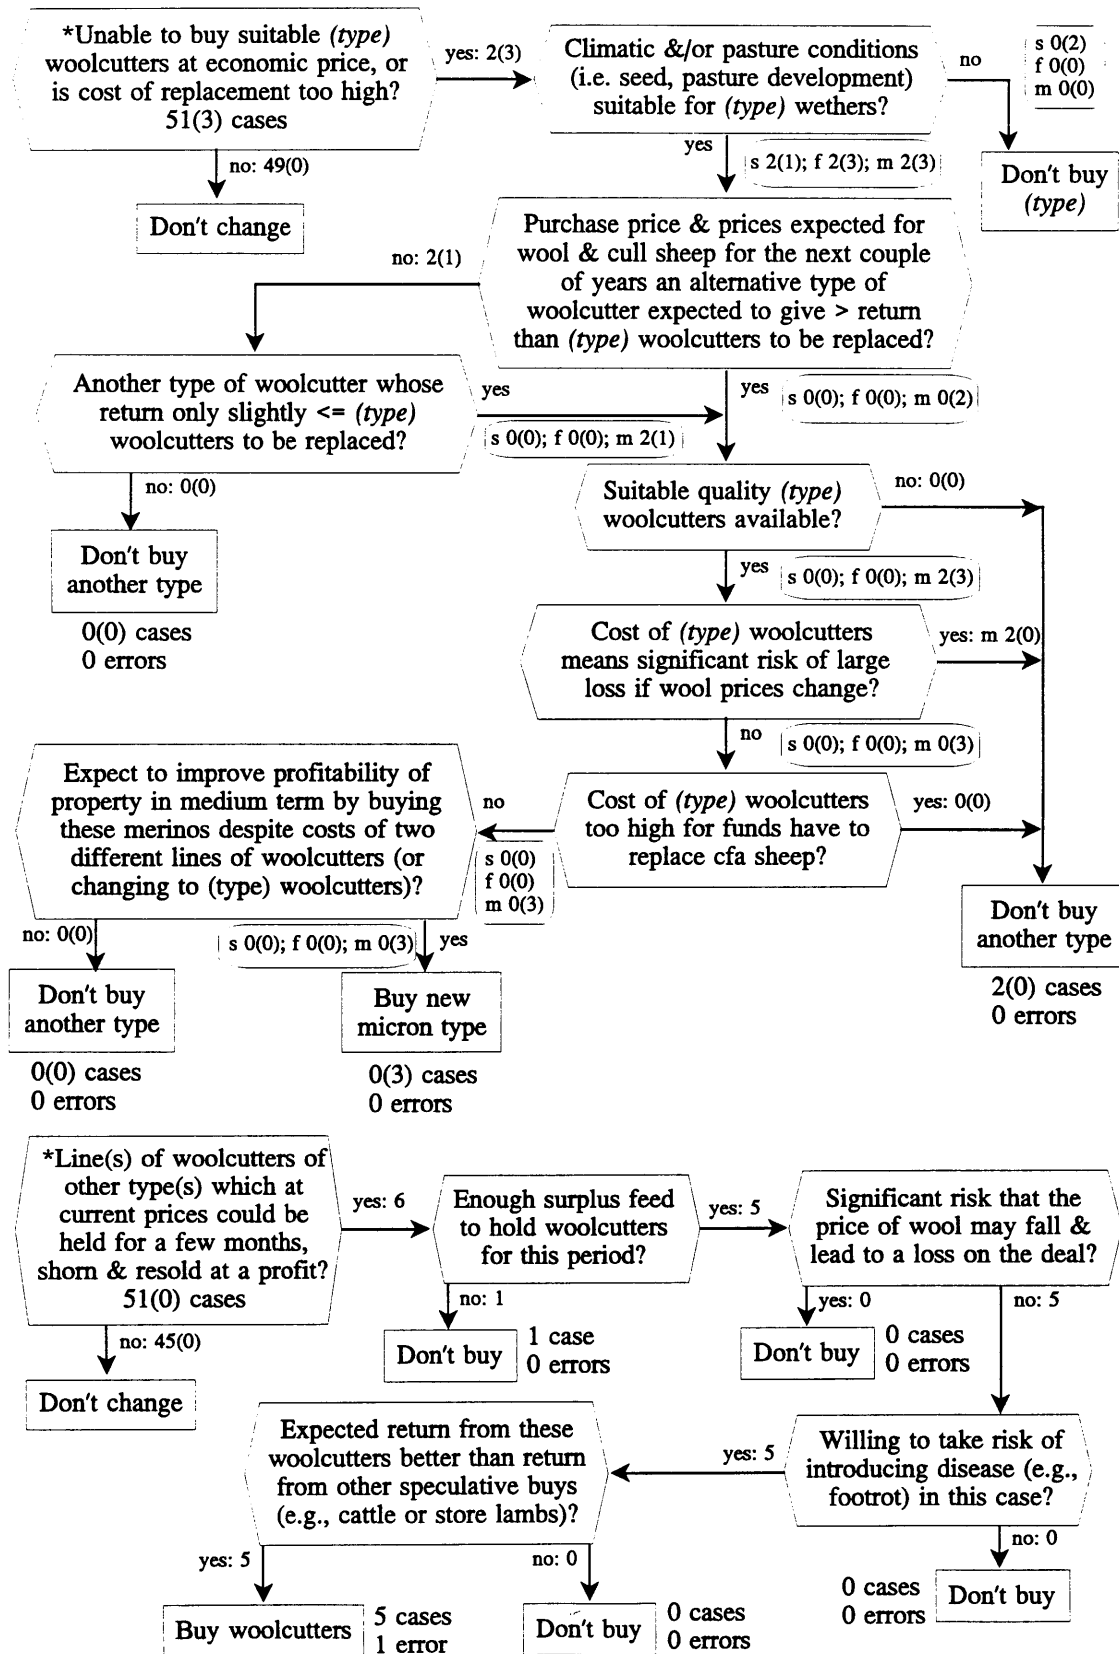 *Unable to buy suitable (type)
woolcutters at economic price, or
is cost of replacement too high?
51(3) cases
yes: 2(3)
Climatic &/or pasture conditions
(i.e. seed, pasture development)
suitable for (type) wethers?
no
s 0(2)
f 0(0)
m 0(0)
no: 49(0)
Don't change
yes
s 2(1); f 2(3); m 2(3)
Don't buy
(type)
Purchase price & prices expected for
wool & cull sheep for the next couple
of years an alternative type of
woolcutter expected to give > return
than (type) woolcutters to be replaced?
no: 2(1)
Another type of woolcutter whose
return only slightly <= (type)
woolcutters to be replaced?
yes
s 0(0); f 0(0); m 2(1)
yes
s 0(0); f 0(0); m 0(2)
no: 0(0)
Don't buy
another type
0(0) cases
0 errors
Suitable quality (type)
woolcutters available?
no: 0(0)
yes
s 0(0); f 0(0); m 2(3)
Cost of (type) woolcutters
means significant risk of large
loss if wool prices change?
yes: m 2(0)
no
s 0(0); f 0(0); m 0(3)
Cost of (type) woolcutters
too high for funds have to
replace cfa sheep?
yes: 0(0)
Don't buy
another type
2(0) cases
0 errors
no
s 0(0)
f 0(0)
m 0(3)
Expect to improve profitability of
property in medium term by buying
these merinos despite costs of two
different lines of woolcutters (or
changing to (type) woolcutters)?
no: 0(0)
s 0(0); f 0(0); m 0(3)
yes
Don't buy
another type
0(0) cases
0 errors
Buy new
micron type
0(3) cases
0 errors
*Line(s) of woolcutters of
other type(s) which at
current prices could be
held for a few months,
shorn & resold at a profit?
51(0) cases
yes: 6
Enough surplus feed
to hold woolcutters
for this period?
yes: 5
Significant risk that the
price of wool may fall &
lead to a loss on the deal?
no: 45(0)
Don't change
no: 1
Don't buy
1 case
0 errors
yes: 0
Don't buy
0 cases
0 errors
no: 5
Willing to take risk of
introducing disease (e.g.,
footrot) in this case?
yes: 5
Expected return from these
woolcutters better than return
from other speculative buys
(e.g., cattle or store lambs)?
no: 0
Don't buy
0 cases
0 errors
yes: 5
Buy woolcutters
5 cases
1 error
no: 0
Don't buy
0 cases
0 errors